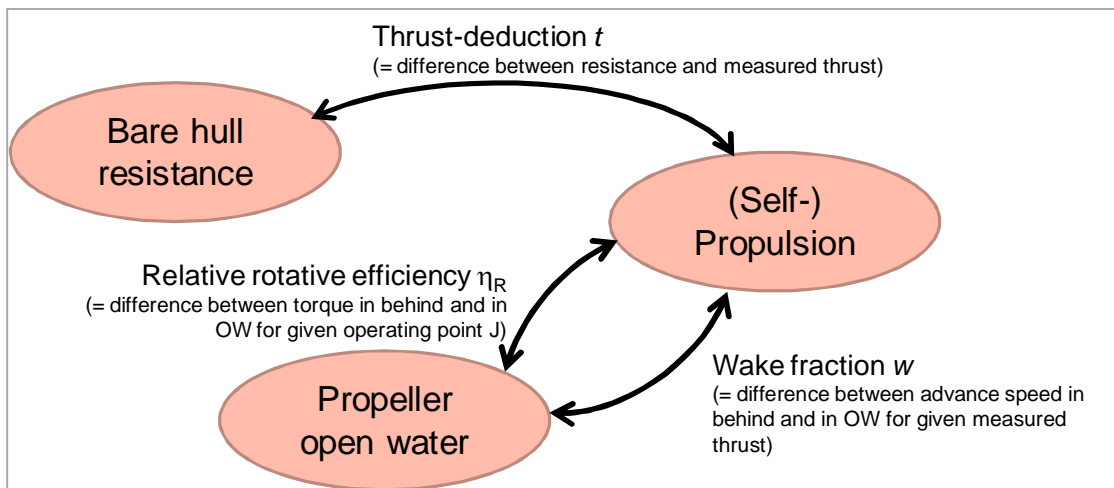 Thrust-deduction t
(= difference between resistance and measured thrust)
Bare hull
resistance
(Self-)
Propulsion
Relative rotative efficiency ηR
(= difference between torque in behind and in
OW for given operating point J)
Wake fraction w
(= difference between advance speed in
behind and in OW for given measured
thrust)
Propeller
open water